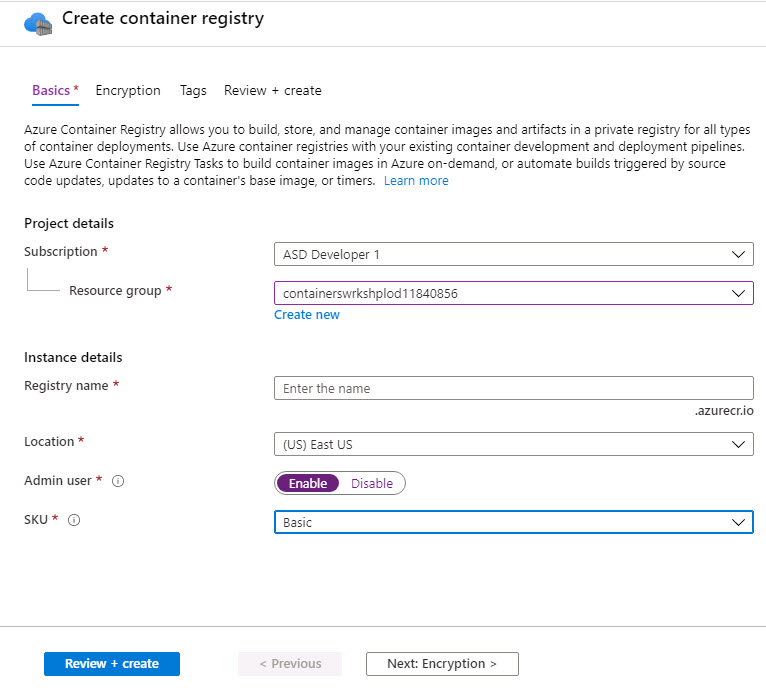 Create container registry
Basics * Encryption Tags Review + create
Azure Container Registry allows you to build, store, and manage container images and artifacts in a private registry for all types
of container deployments. Use Azure container registries with your existing container development and deployment pipelines.
Use Azure Container Registry Tasks to build container images in Azure on-demand, or automate builds triggered by source
code updates, updates to a container's base image, or timers. Learn more
Project details
Subscription * ASD Developer 1
Resource group * containerswrkshplod11840856
Create new
Instance details
Registry name * Enter the name
.azurecr.io
Location * (US) East US
Admin user * Enable Disable
SKU * Basic
Review + create < Previous Next: Encryption >